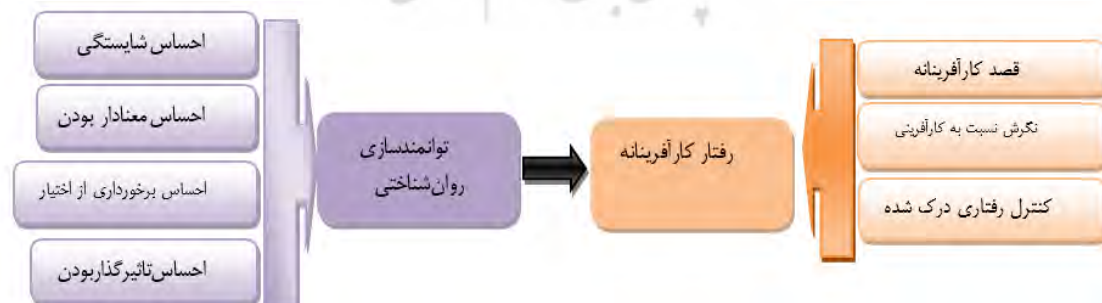 احساس شایستگی
احساس معنادار بودن
احساس برخورداری از اختیار
احساس‌تاثیرگذاربودن
توانمندسازی
روان‌شناختی
رفتار کارآفرینانه
قصد کارآفرینانه
نگرش نسبت به کارآفرینی
کنترل رفتاری درک شده